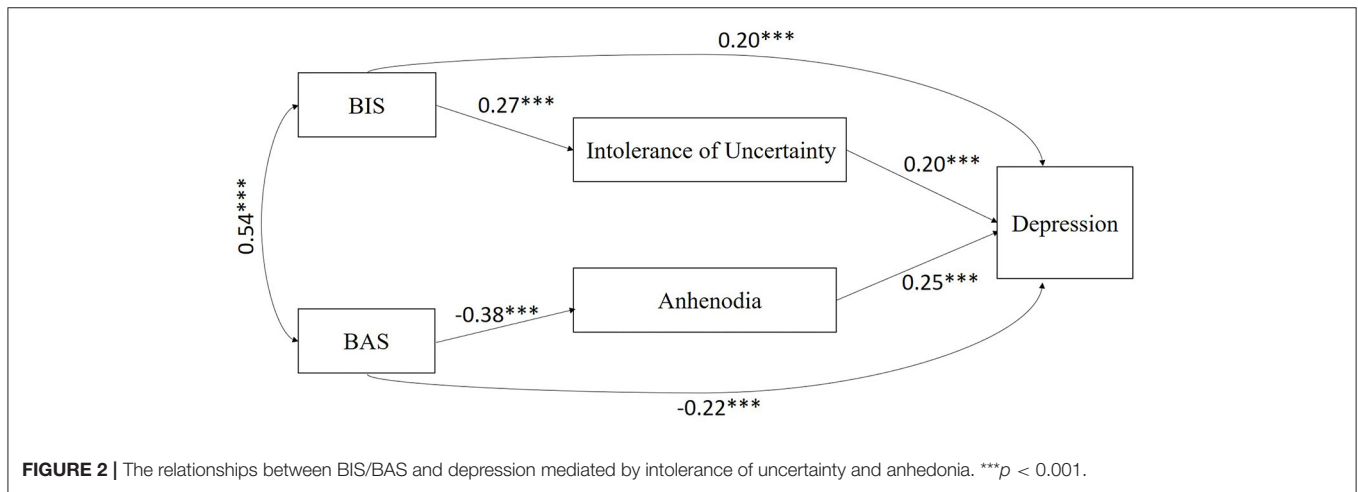 0.20***
BIS
0.27***
Intolerance of Uncertainty
0.20***
0.54***
Depression
Anhenodia
0.25***
-0.38***
BAS
-0.22***
FIGURE 2 | The relationships between BIS/BAS and depression mediated by intolerance of uncertainty and anhedonia. ***p < 0.001.